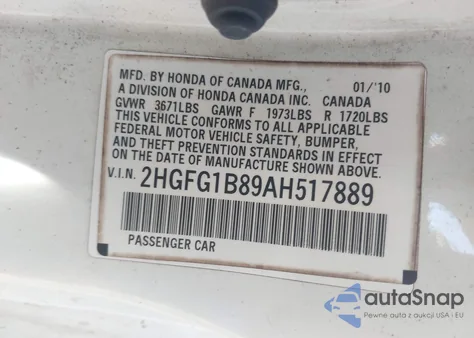 MFD. BY HONDA OF CANADA MFG., 01/'10
A DIVISION OF HONDA CANADA INC. CANADA
GVWR 3671LBS GAWR F 1973LBS R 1720LBS
THIS VEHICLE CONFORMS TO ALL APPLICABLE
FEDERAL MOTOR VEHICLE SAFETY, BUMPER,
AND THEFT PREVENTION STANDARDS IN EFFECT
ON THE DATE OF MANUFACTURE SHOWN ABOVE.
V.I.N. 2HGFG1B89AH517889
PASSENGER CAR
autoSnap
Pewne auta z aukcji USA i EU